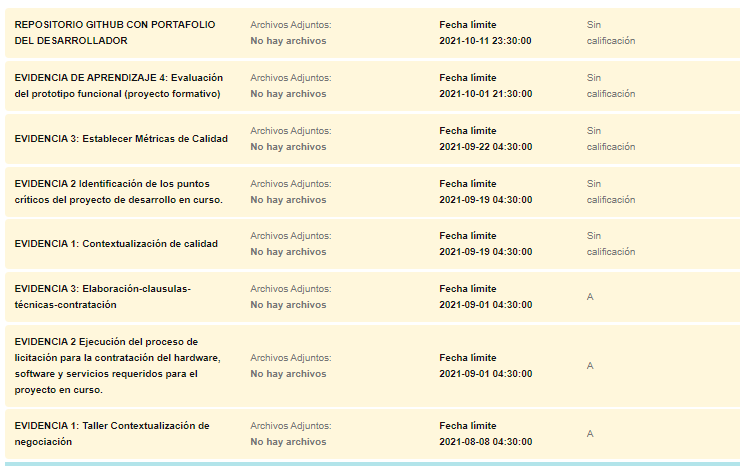 REPOSITORIO GITHUB CON PORTAFOLIO
DEL DESARROLLADOR
Archivos Adjuntos:
No hay archivos
Fecha límite
2021-10-11 23:30:00
Sin
calificación
EVIDENCIA DE APRENDIZAJE 4: Evaluación
del prototipo funcional (proyecto formativo)
Archivos Adjuntos:
No hay archivos
Fecha límite
2021-10-01 21:30:00
Sin
calificación
EVIDENCIA 3: Establecer Métricas de Calidad
Archivos Adjuntos:
No hay archivos
Fecha límite
2021-09-22 04:30:00
Sin
calificación
EVIDENCIA 2 Identificación de los puntos
críticos del proyecto de desarrollo en curso.
Archivos Adjuntos:
No hay archivos
Fecha límite
2021-09-19 04:30:00
Sin
calificación
EVIDENCIA 1: Contextualización de calidad
Archivos Adjuntos:
No hay archivos
Fecha límite
2021-09-19 04:30:00
Sin
calificación
EVIDENCIA 3: Elaboración-clausulas-
técnicas-contratación
Archivos Adjuntos:
No hay archivos
Fecha límite
2021-09-01 04:30:00
A
EVIDENCIA 2 Ejecución del proceso de
licitación para la contratación del hardware,
software y servicios requeridos para el
proyecto en curso.
Archivos Adjuntos:
No hay archivos
Fecha límite
2021-09-01 04:30:00
A
EVIDENCIA 1: Taller Contextualización de
negociación
Archivos Adjuntos:
No hay archivos
Fecha límite
2021-08-08 04:30:00
A